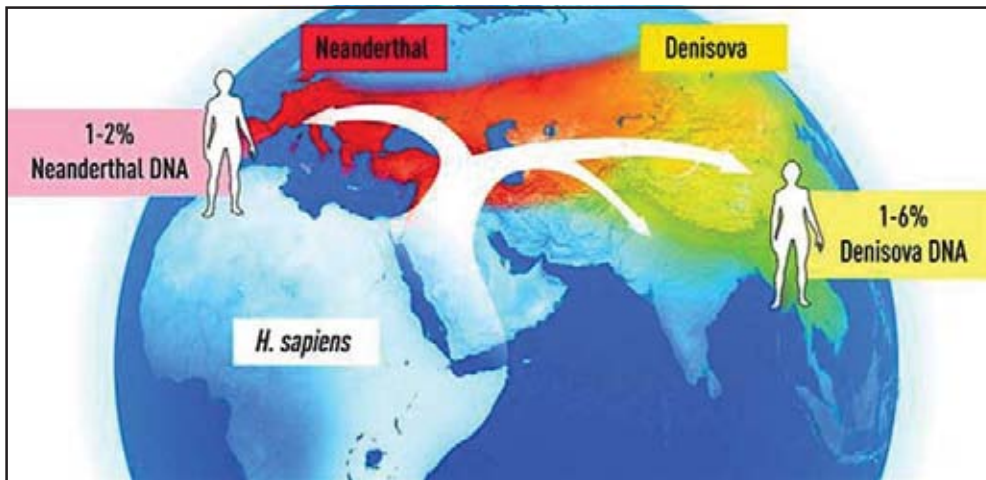 Neanderthal
Denisova
1-2%
Neanderthal DNA
1-6%
Denisova DNA
H. sapiens